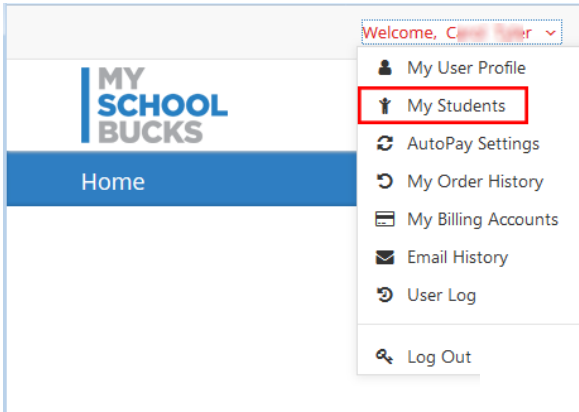 Welcome,
MY
SCHOOL
BUCKS
Home
My User Profile
My Students
AutoPay Settings
My Order History
My Billing Accounts
Email History
User Log
Log Out